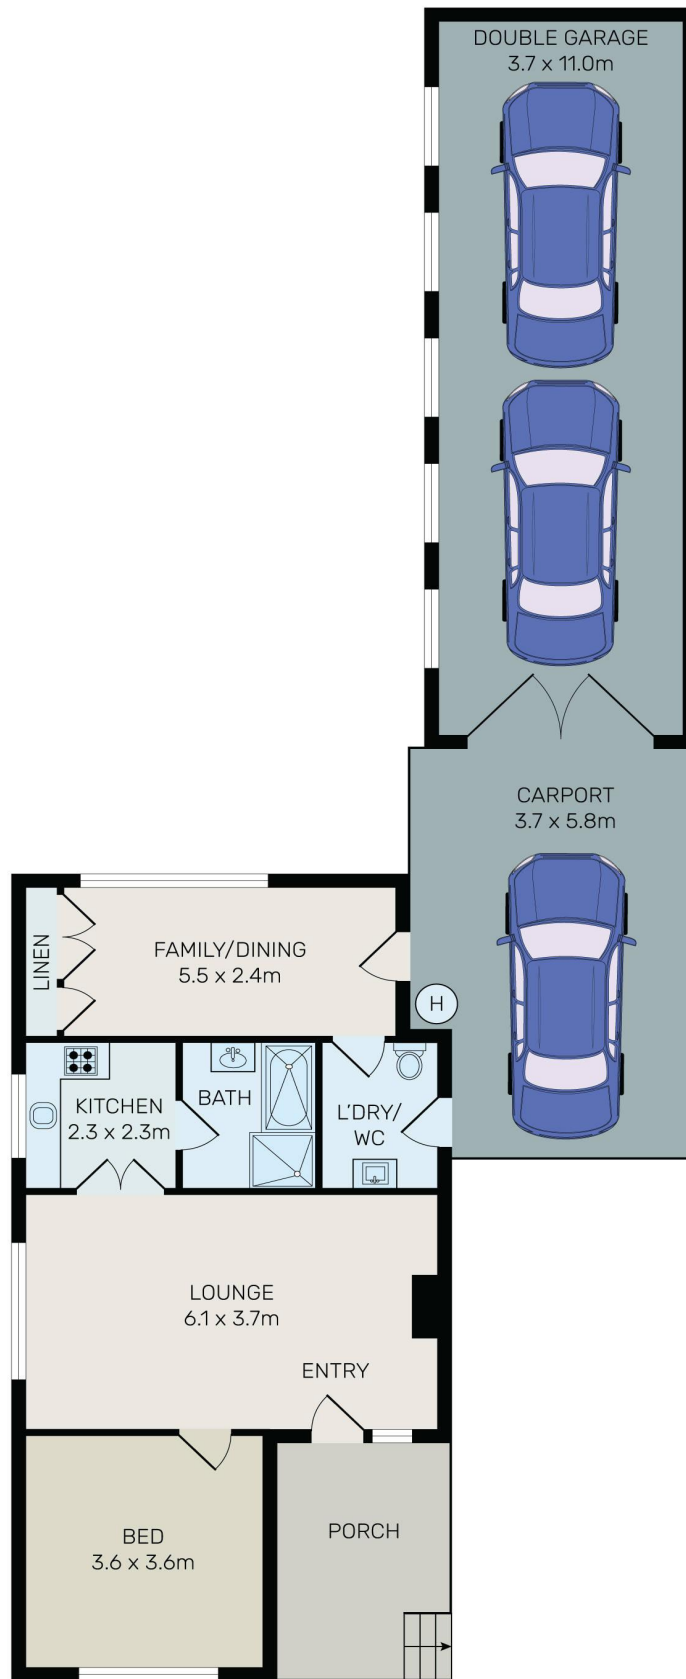 DOUBLE GARAGE
3.7 x 11.0m
CARPORT
3.7 x 5.8m
FAMILY/DINING
5.5 x 2.4m
LINEN
H
KITCHEN
2.3 x 2.3m
BATH
L'DRY/
WC
LOUNGE
6.1 x 3.7m
ENTRY
BED
3.6 x 3.6m
PORCH